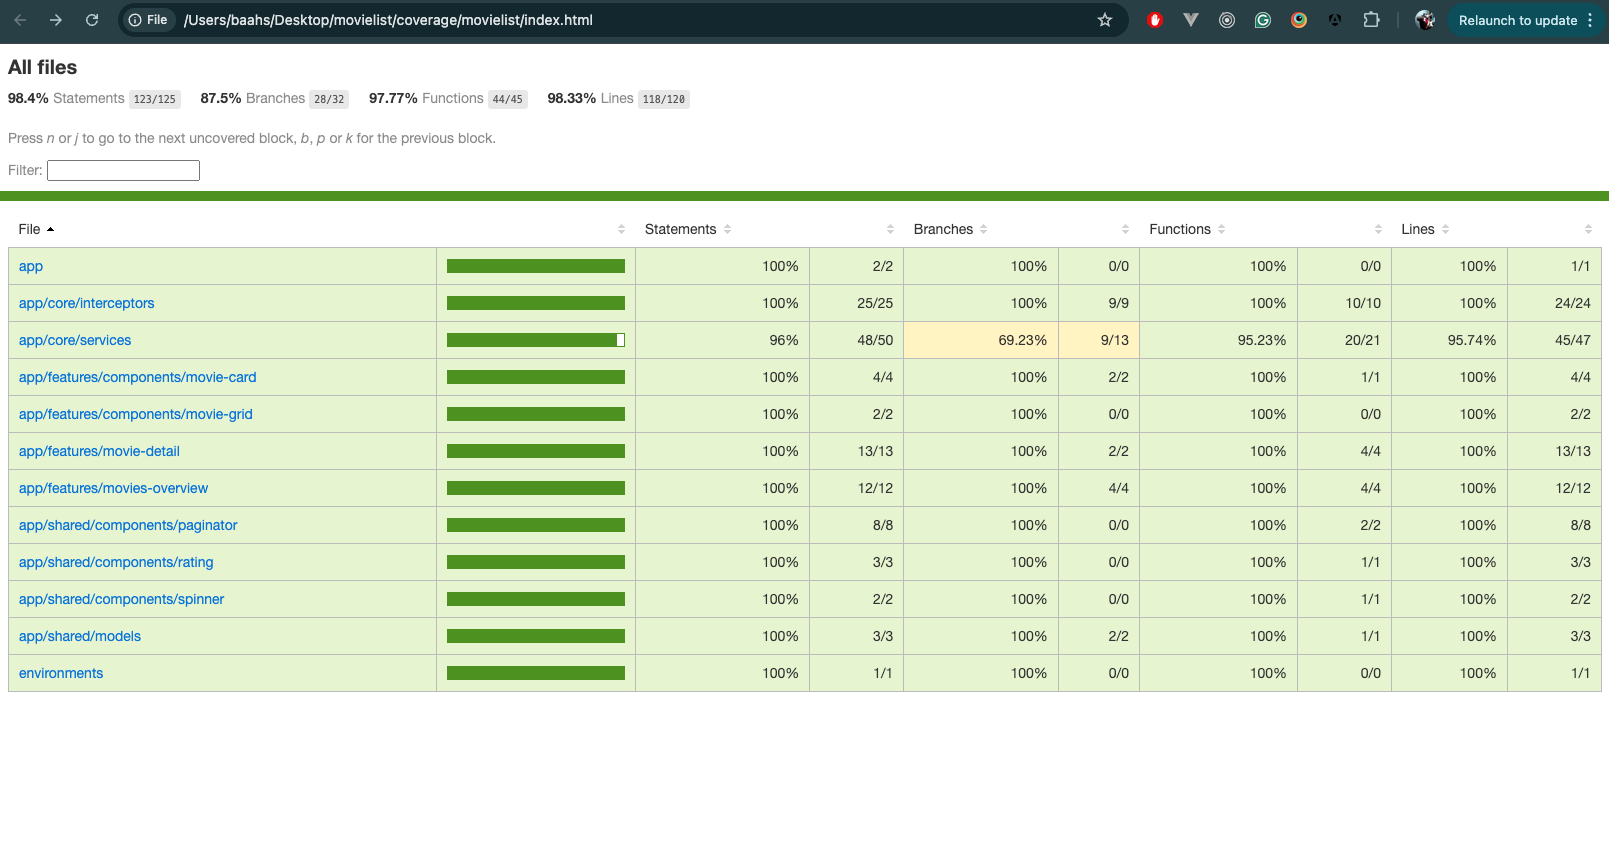 File /Users/baahs/Desktop/movielist/coverage/movielist/index.html Relaunch to update
All files
98.4% Statements 123/125 87.5% Branches 28/32 97.77% Functions 44/45 98.33% Lines 118/120
Press n or j to go to the next uncovered block, b, p or k for the previous block.
Filter:
File Statements Branches Functions Lines
app 100% 2/2 100% 0/0 100% 0/0 100% 1/1
app/core/interceptors 100% 25/25 100% 9/9 100% 10/10 100% 24/24
app/core/services 96% 48/50 69.23% 9/13 95.23% 20/21 95.74% 45/47
app/features/components/movie-card 100% 4/4 100% 2/2 100% 1/1 100% 4/4
app/features/components/movie-grid 100% 2/2 100% 0/0 100% 0/0 100% 2/2
app/features/movie-detail 100% 13/13 100% 2/2 100% 4/4 100% 13/13
app/features/movies-overview 100% 12/12 100% 4/4 100% 4/4 100% 12/12
app/shared/components/paginator 100% 8/8 100% 0/0 100% 2/2 100% 8/8
app/shared/components/rating 100% 3/3 100% 0/0 100% 1/1 100% 3/3
app/shared/components/spinner 100% 2/2 100% 0/0 100% 1/1 100% 2/2
app/shared/models 100% 3/3 100% 2/2 100% 1/1 100% 3/3
environments 100% 1/1 100% 0/0 100% 0/0 100% 1/1